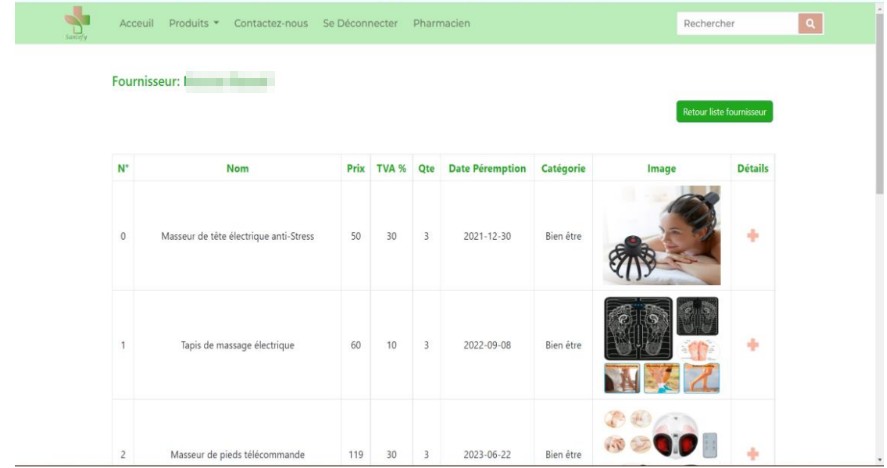 Acceuil Produits Contactez-nous Se Déconnecter Pharmacien Rechercher
Fournisseur:
Retour liste fournisseur
N° Nom Prix TVA % Qte Date Péremption Catégorie Image Détails
0 Masseur de tête électrique anti-Stress 50 30 3 2021-12-30 Bien être
1 Tapis de massage électrique 60 10 3 2022-09-08 Bien être
2 Masseur de pieds télécommande 119 30 3 2023-06-22 Bien être